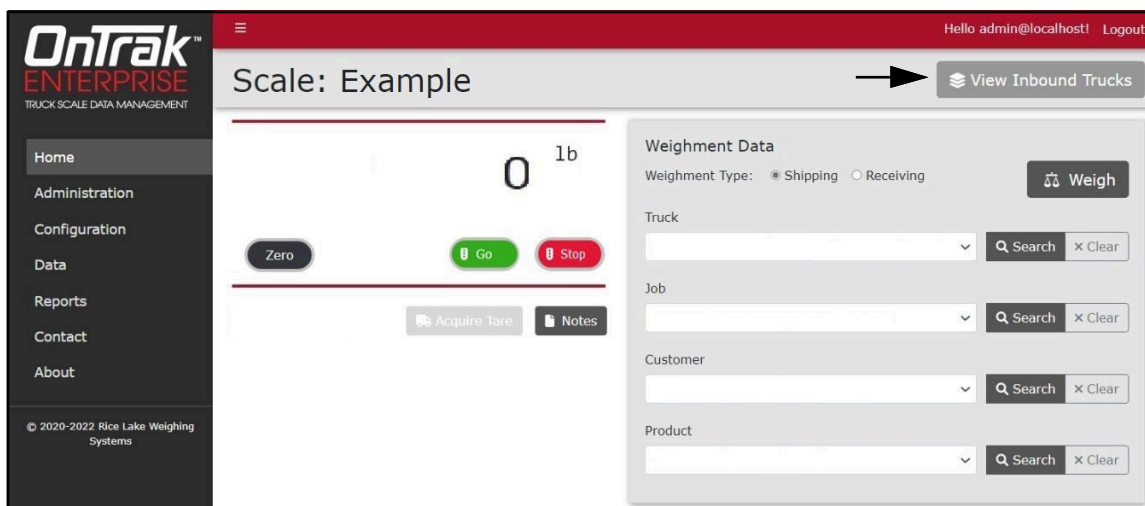 OnTrak™
ENTERPRISE
TRUCK SCALE DATA MANAGEMENT
Home
Administration
Configuration
Data
Reports
Contact
About
© 2020-2022 Rice Lake Weighing
Systems
Hello admin@localhost! Logout
Scale: Example
View Inbound Trucks
0 lb
Zero
Go
Stop
Acquire Tare
Notes
Weighment Data
Weighment Type: Shipping Receiving
Weigh
Truck
Search Clear
Job
Search Clear
Customer
Search Clear
Product
Search Clear